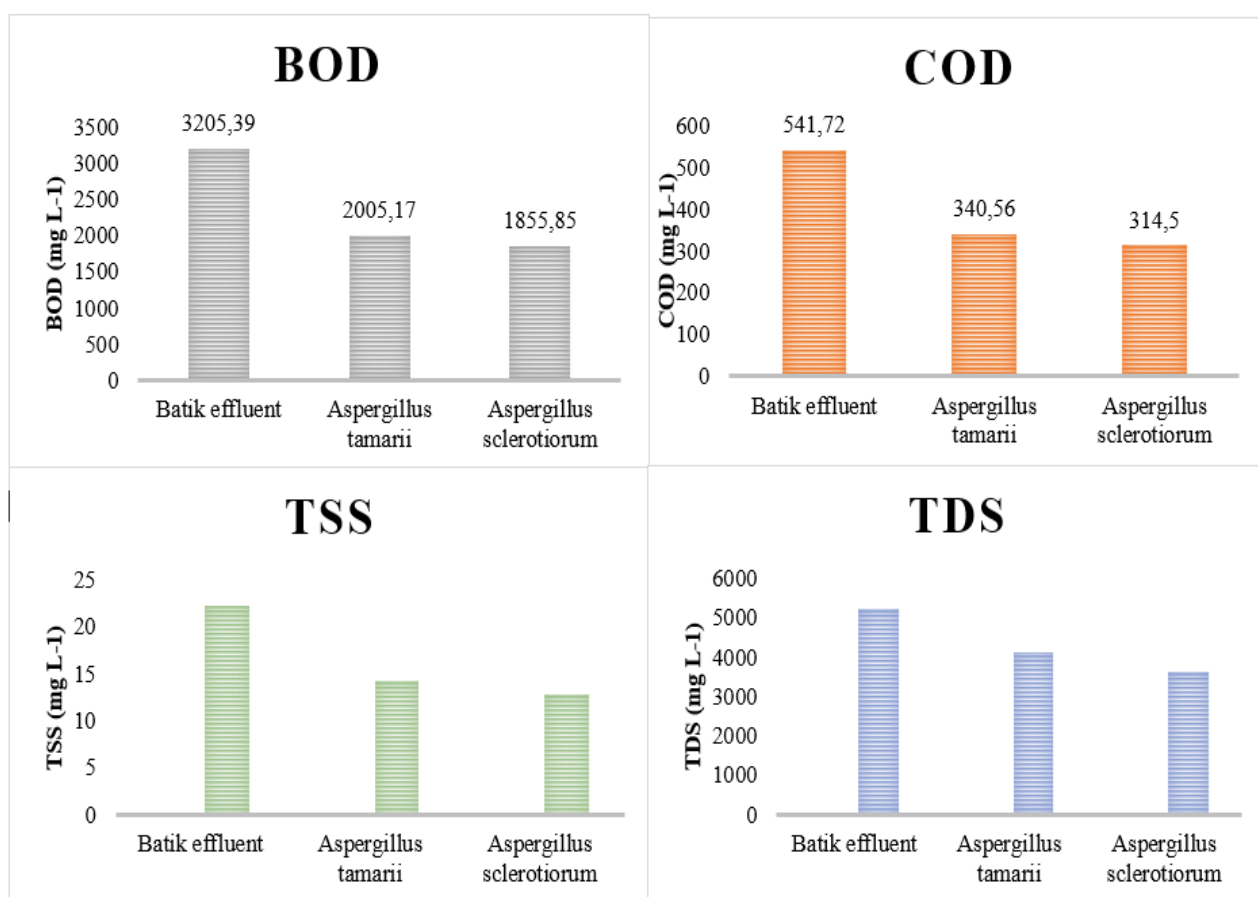 BOD
BOD (mg L-1)
3500
3000
2500
2000
1500
1000
500
0
3205,39
2005,17
1855,85
Batik effluent
Aspergillus
tamarii
Aspergillus
sclerotiorum
COD
COD (mg L-1)
600
500
400
300
200
100
0
541,72
340,56
314,5
Batik effluent
Aspergillus
tamarii
Aspergillus
sclerotiorum
TSS
TSS (mg L-1)
25
20
15
10
5
0
Batik effluent
Aspergillus
tamarii
Aspergillus
sclerotiorum
TDS
TDS (mg L-1)
6000
5000
4000
3000
2000
1000
0
Batik effluent
Aspergillus
tamarii
Aspergillus
sclerotiorum